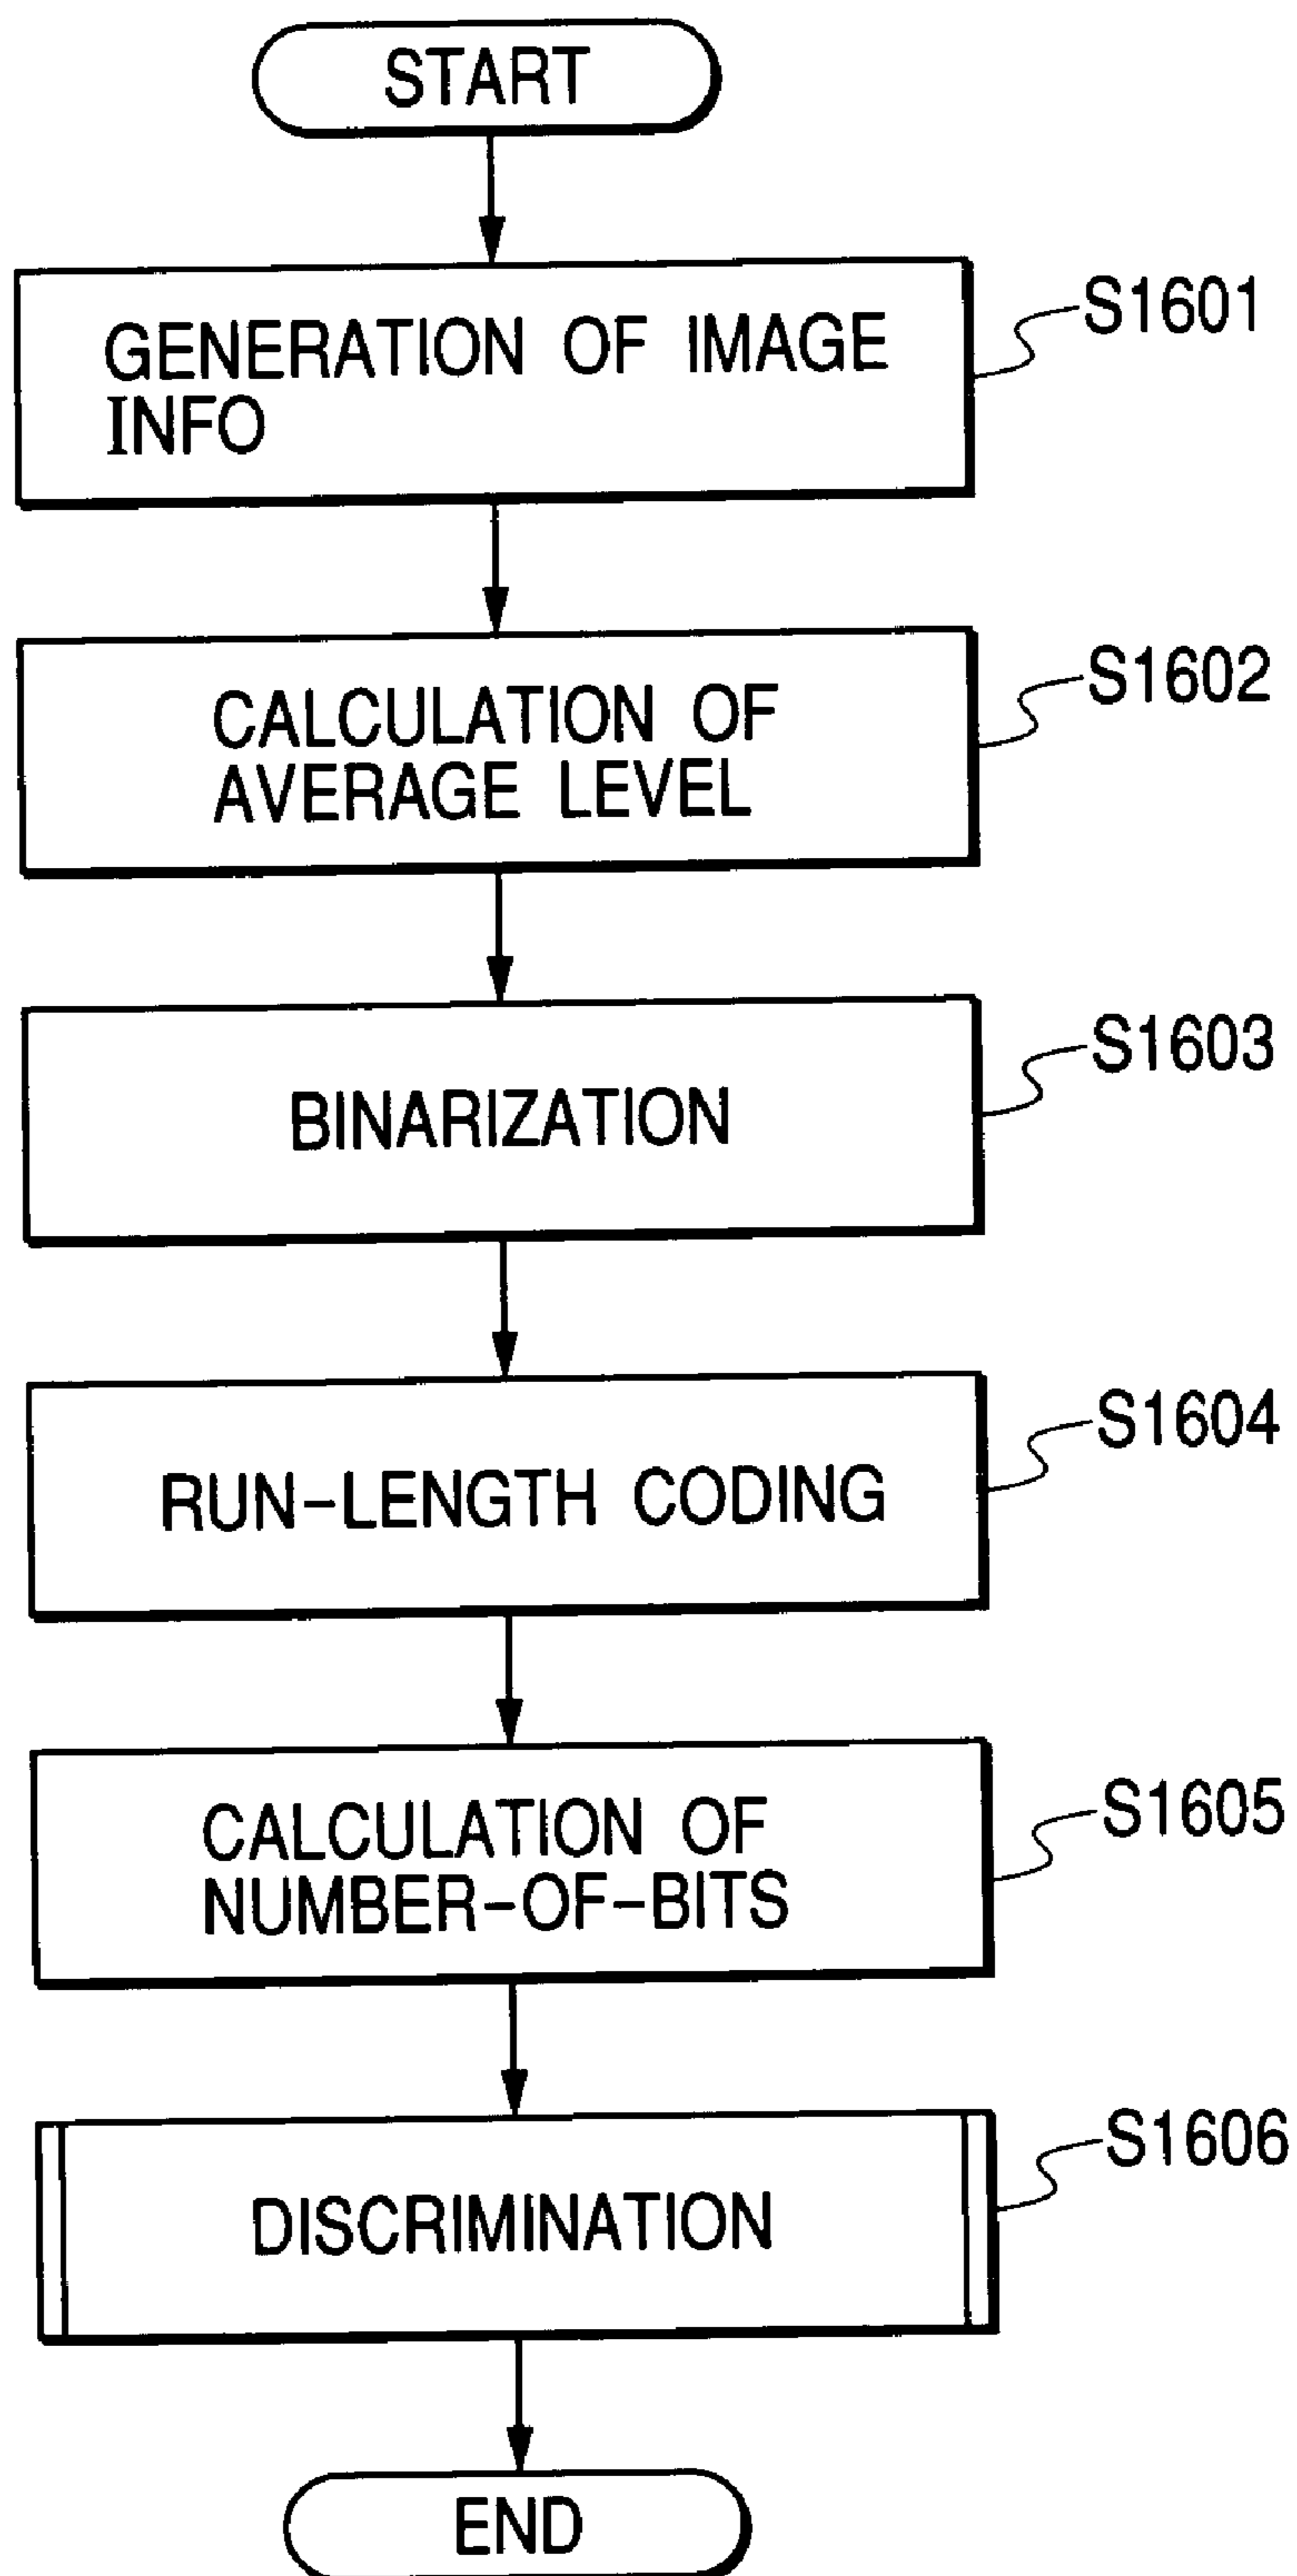 START
GENERATION OF IMAGE
INFO
S1601
CALCULATION OF
AVERAGE LEVEL
S1602
BINARIZATION
S1603
RUN-LENGTH CODING
S1604
CALCULATION OF
NUMBER-OF-BITS
S1605
DISCRIMINATION
S1606
END